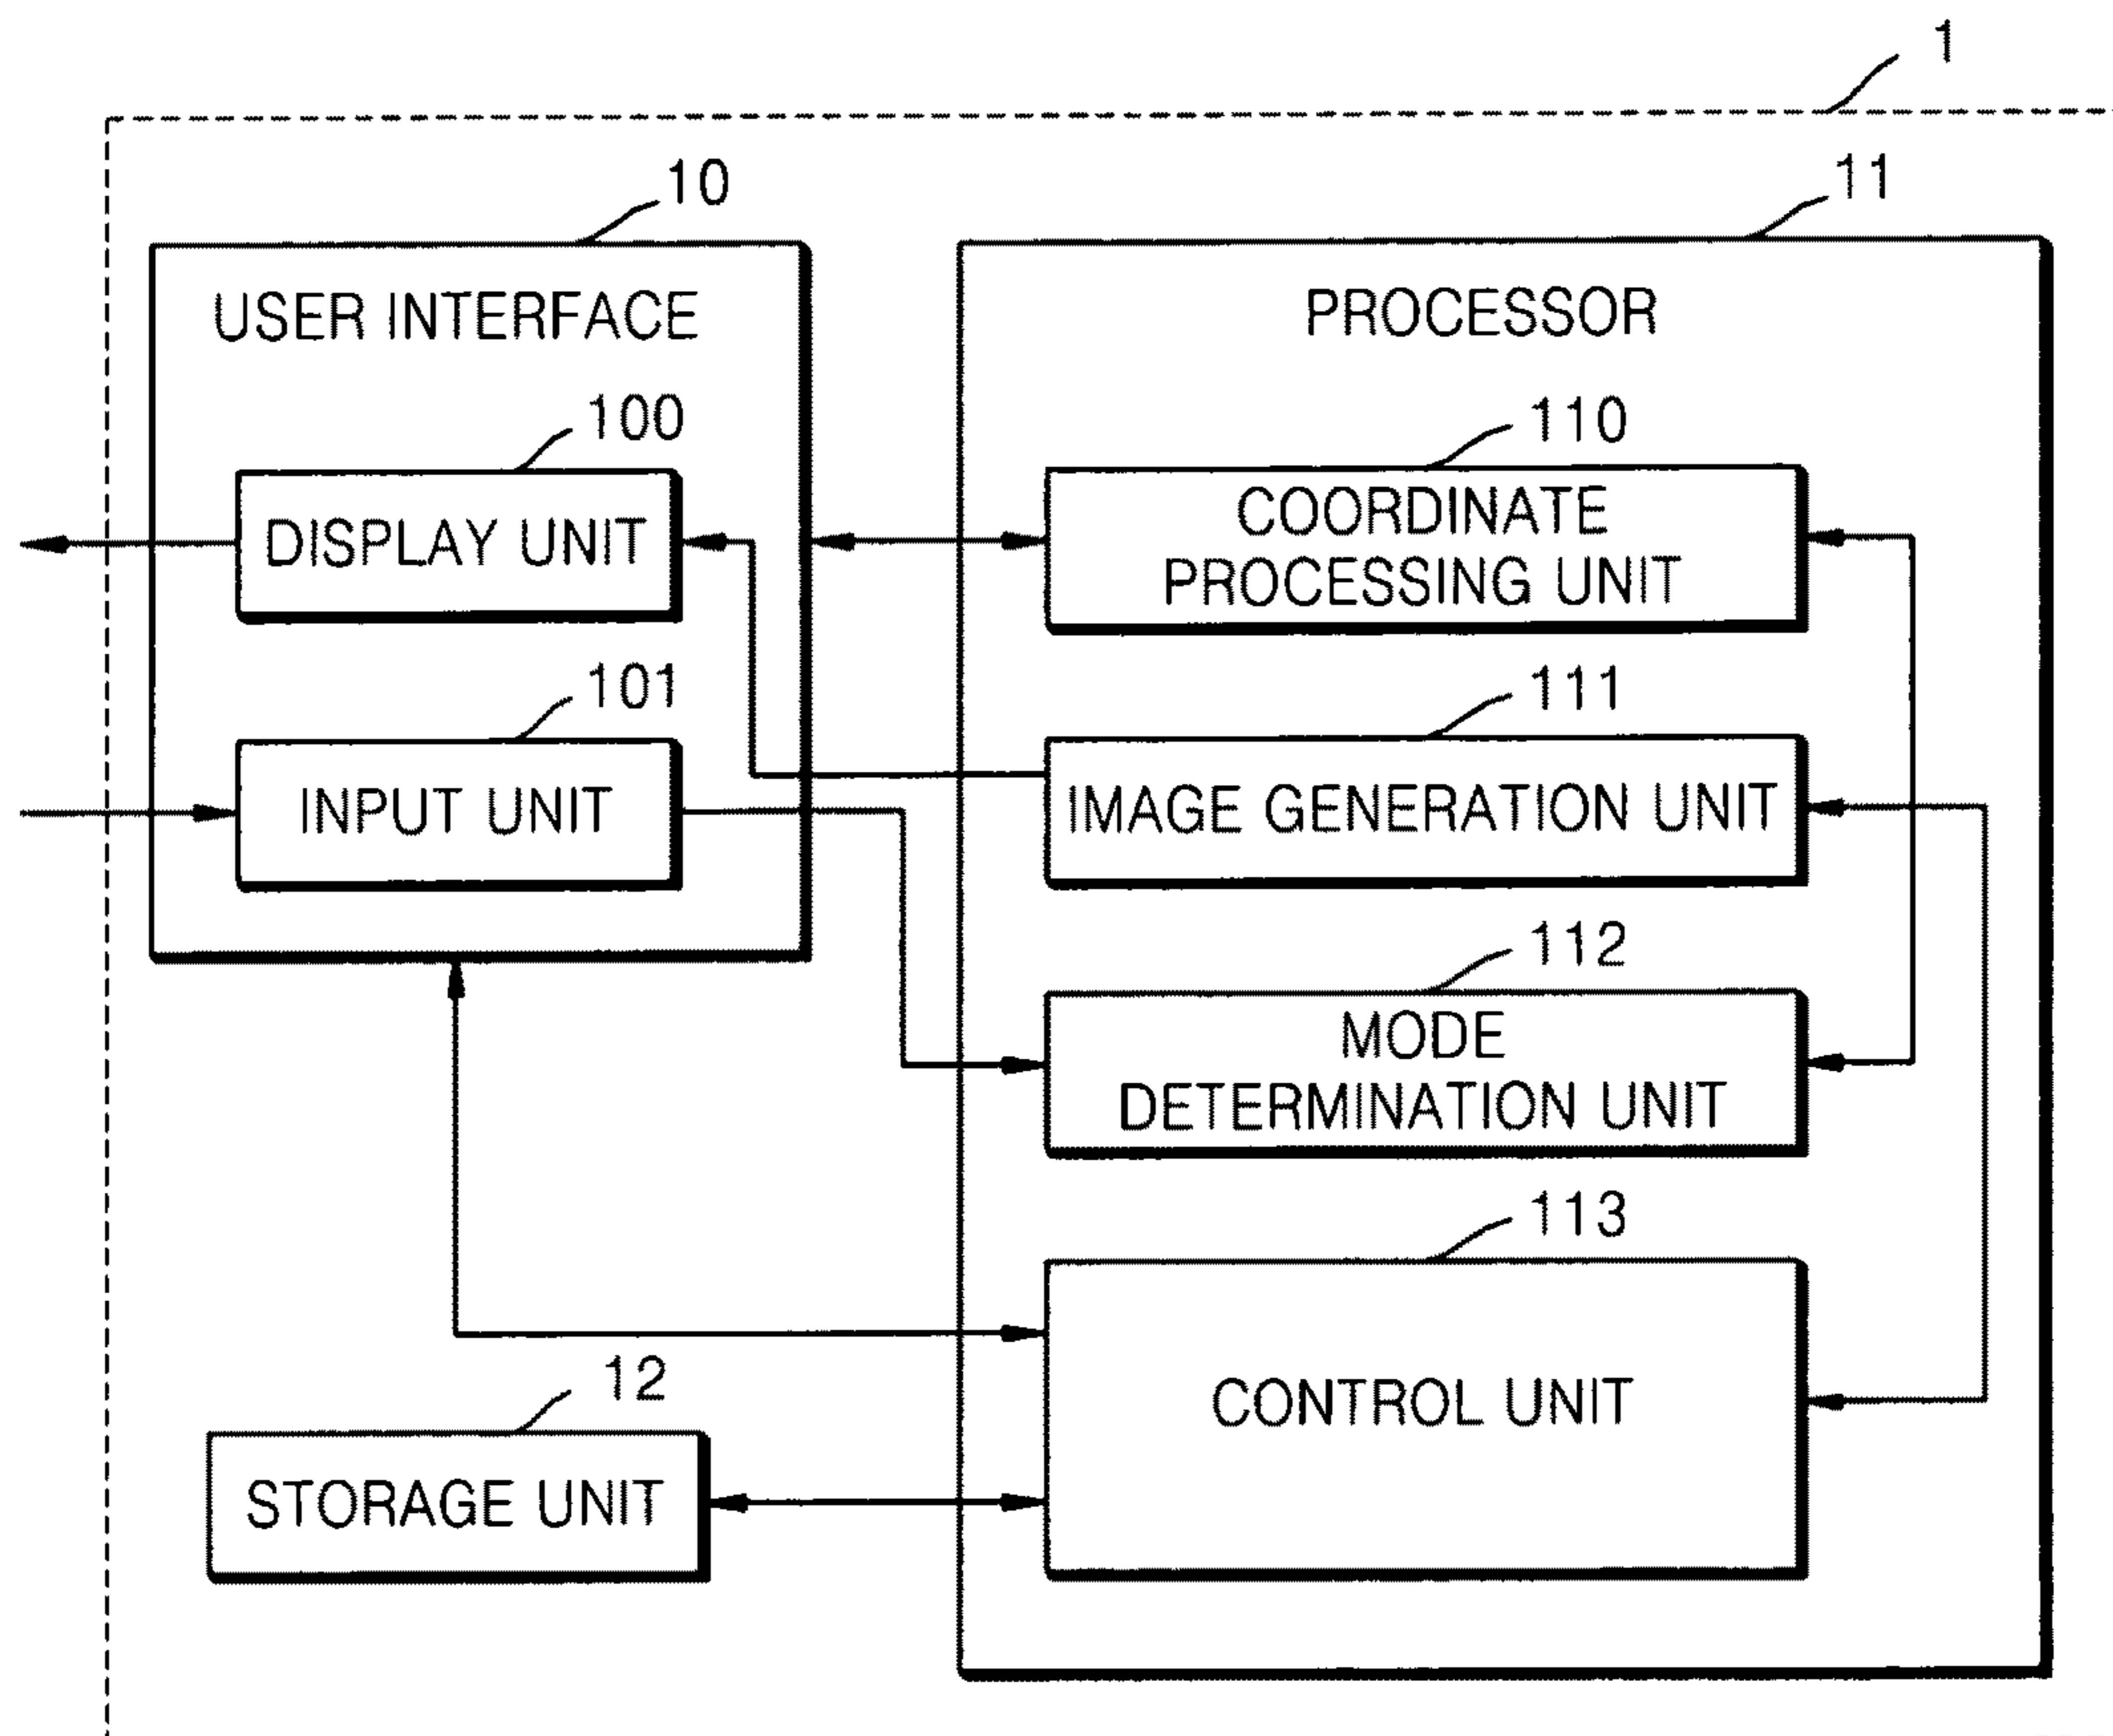 1
10
11
USER INTERFACE
PROCESSOR
100
110
DISPLAY UNIT
COORDINATE
PROCESSING UNIT
101
111
INPUT UNIT
IMAGE GENERATION UNIT
112
MODE
DETERMINATION UNIT
113
CONTROL UNIT
12
STORAGE UNIT